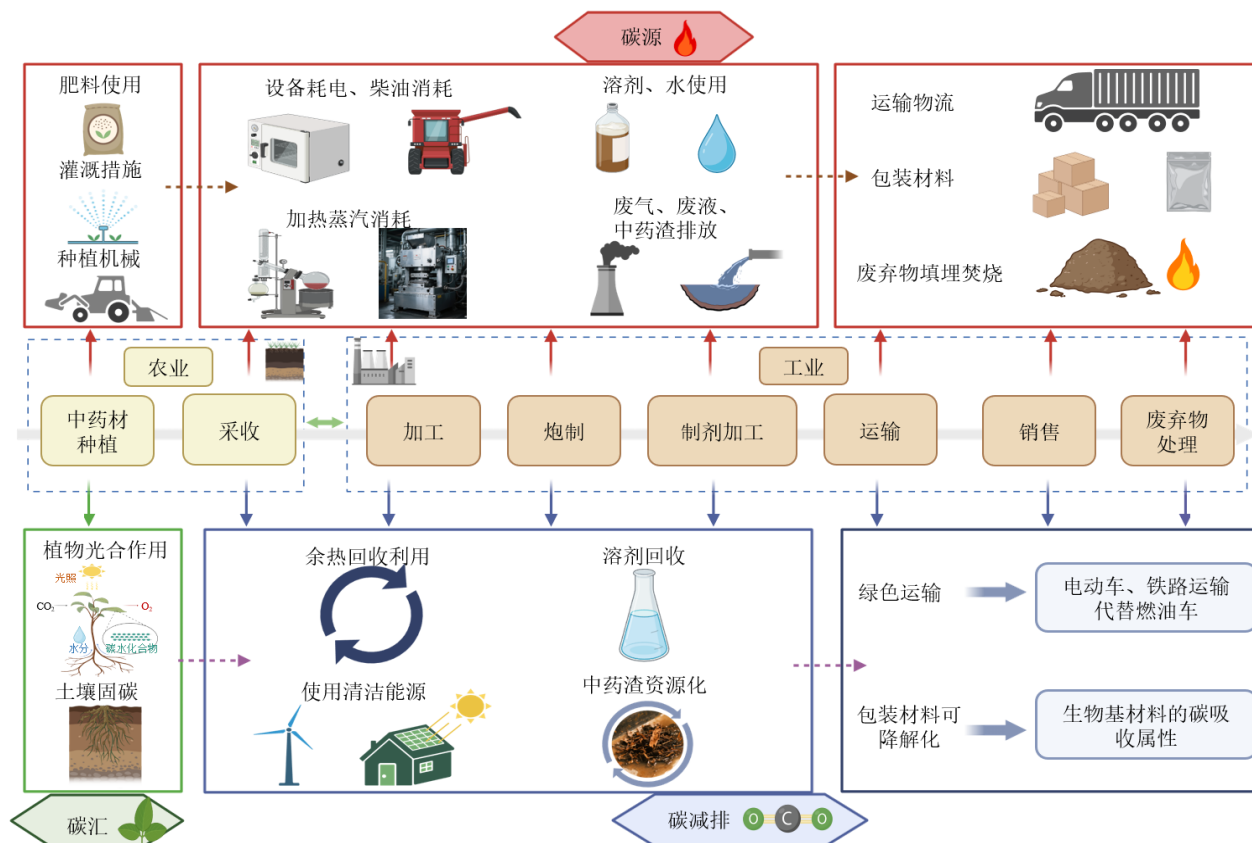 碳源
肥料使用
灌溉措施
种植机械
设备耗电、柴油消耗
溶剂、水使用
加热蒸汽消耗
废气、废液、
中药渣排放
运输物流
包装材料
废弃物填埋焚烧
农业
工业
中药材
种植
采收
加工
炮制
制剂加工
运输
销售
废弃物
处理
植物光合作用
光照
CO₂
O₂
水分
碳水化合物
土壤固碳
余热回收利用
溶剂回收
使用清洁能源
中药渣资源化
绿色运输
电动车、铁路运输
代替燃油车
包装材料可
降解化
生物基材料的碳吸
收属性
碳汇
碳减排
O C O